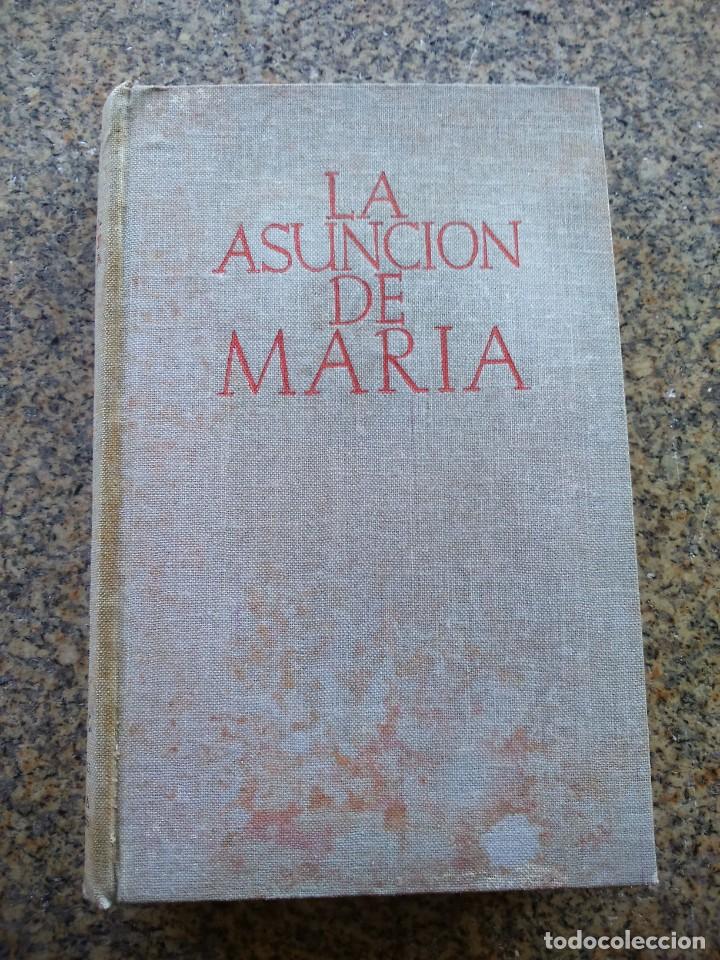 LA
ASUNCION
DE
MARIA
todocoleccion